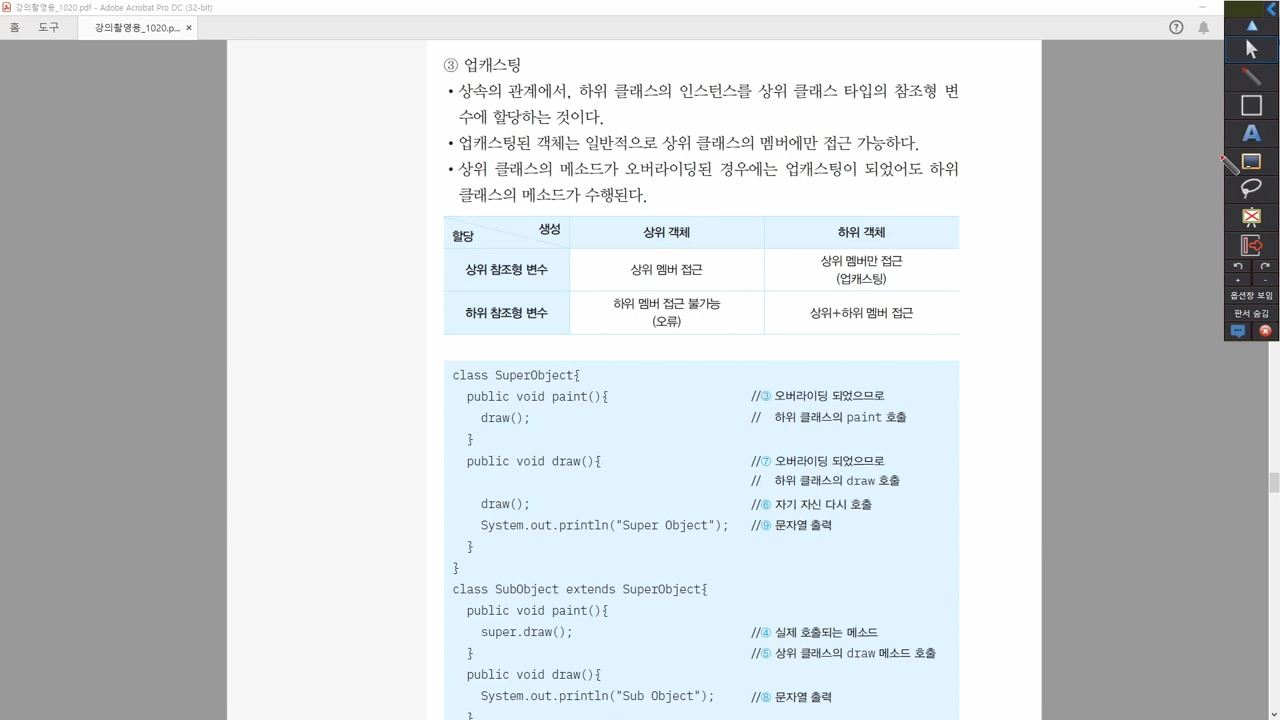 강의촬영용_1020.pdf - Adobe Acrobat Pro DC (32-bit)
홈 도구 강의촬영용_1020.p... ×
③ 업캐스팅
• 상속의 관계에서, 하위 클래스의 인스턴스를 상위 클래스 타입의 참조형 변
수에 할당하는 것이다.
• 업캐스팅된 객체는 일반적으로 상위 클래스의 멤버에만 접근 가능하다.
• 상위 클래스의 메소드가 오버라이딩된 경우에는 업캐스팅이 되었어도 하위
클래스의 메소드가 수행된다.
할당 생성 상위 객체 하위 객체
상위 참조형 변수 상위 멤버 접근 상위 멤버만 접근
(업캐스팅)
하위 참조형 변수 하위 멤버 접근 불가능
(오류) 상위+하위 멤버 접근
class SuperObject{
public void paint(){ //③ 오버라이딩 되었으므로
draw(); // 하위 클래스의 paint 호출
}
public void draw(){ //⑦ 오버라이딩 되었으므로
// 하위 클래스의 draw 호출
draw(); //⑥ 자기 자신 다시 호출
System.out.println("Super Object"); //⑨ 문자열 출력
}
}
class SubObject extends SuperObject{
public void paint(){
super.draw(); //④ 실제 호출되는 메소드
} //⑤ 상위 클래스의 draw 메소드 호출
public void draw(){
System.out.println("Sub Object"); //⑧ 문자열 출력
}
A
옵션장 보임
판서 숨김